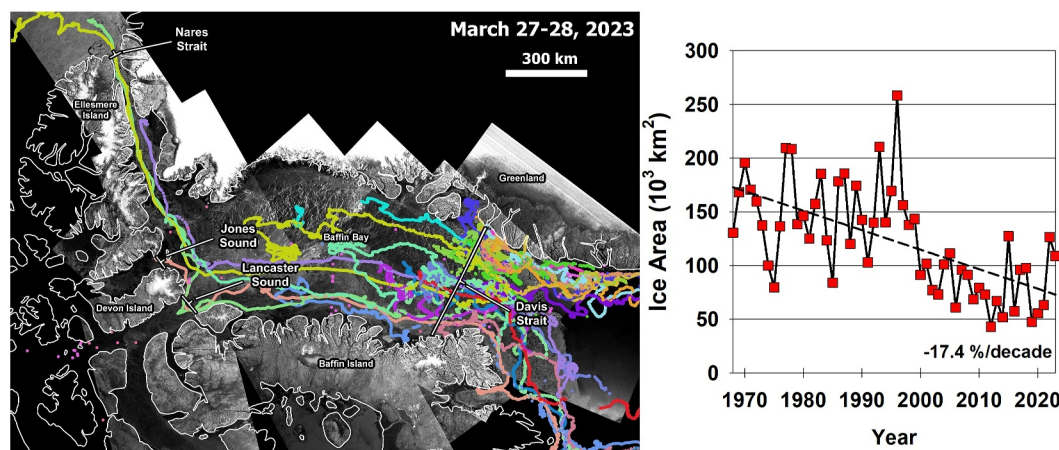 March 27-28, 2023
300 km
Nares
Strait
Ellesmere
Island
Greenland
Jones
Sound
Baffin Bay
Lancaster
Sound
Devon Island
Davis
Strait
Baffin Island
Ice Area (10³ km²)
300
250
200
150
100
50
0
-17.4 %/decade
1970 1980 1990 2000 2010 2020
Year